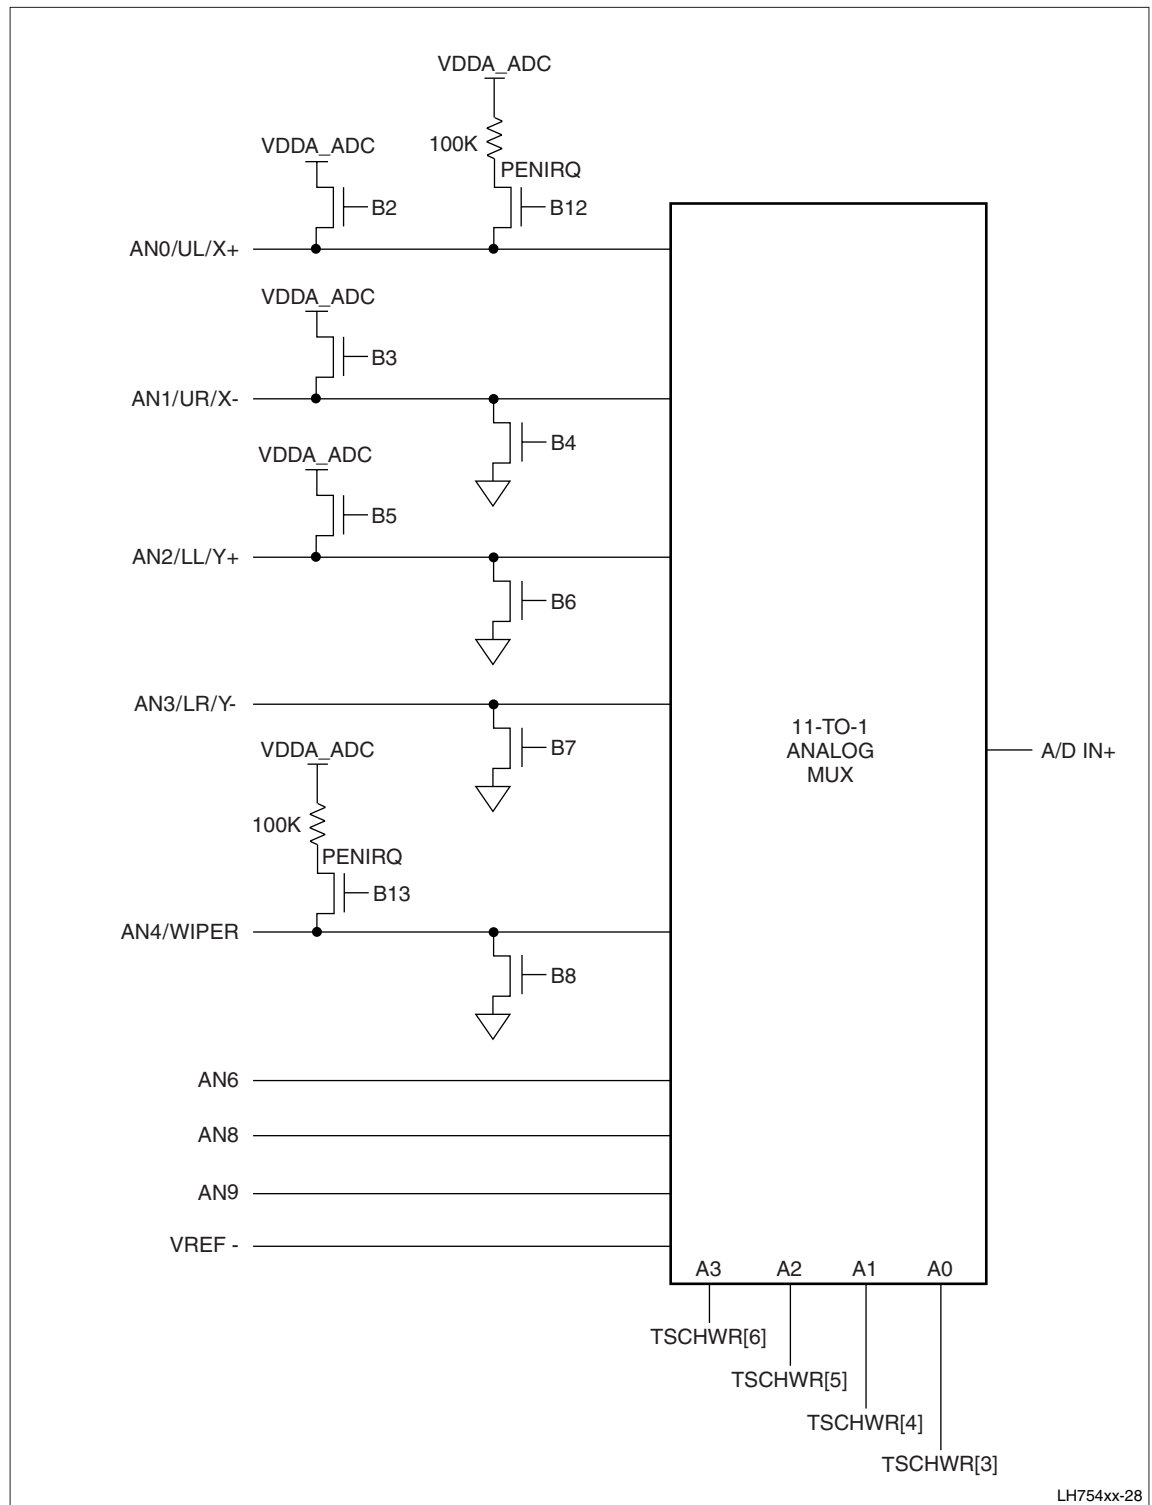 VDDA_ADC
100K
VDDA_ADC
PENIRQ
B2
B12
AN0/UL/X+
VDDA_ADC
B3
AN1/UR/X-
B4
VDDA_ADC
B5
AN2/LL/Y+
B6
AN3/LR/Y-
11-TO-1
ANALOG
MUX
B7
VDDA_ADC
A/D IN+
100K
PENIRQ
B13
AN4/WIPER
B8
AN6
AN8
AN9
VREF -
A3 A2 A1 A0
TSCHWR[6]
TSCHWR[5]
TSCHWR[4]
TSCHWR[3]
LH754xx-28